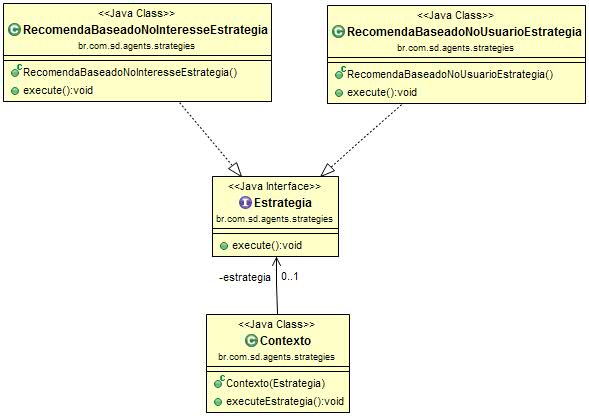 <<Java Class>>
RecomendaBaseadoNoInteresseEstrategia
br.com.sd.agents.strategies
RecomendaBaseadoNoInteresseEstrategia()
execute():void
<<Java Class>>
RecomendaBaseadoNoUsuarioEstrategia
br.com.sd.agents.strategies
RecomendaBaseadoNoUsuarioEstrategia()
execute():void
<<Java Interface>>
Estrategia
br.com.sd.agents.strategies
execute():void
-estrategia 0..1
<<Java Class>>
Contexto
br.com.sd.agents.strategies
Contexto(Estrategia)
executeEstrategia():void